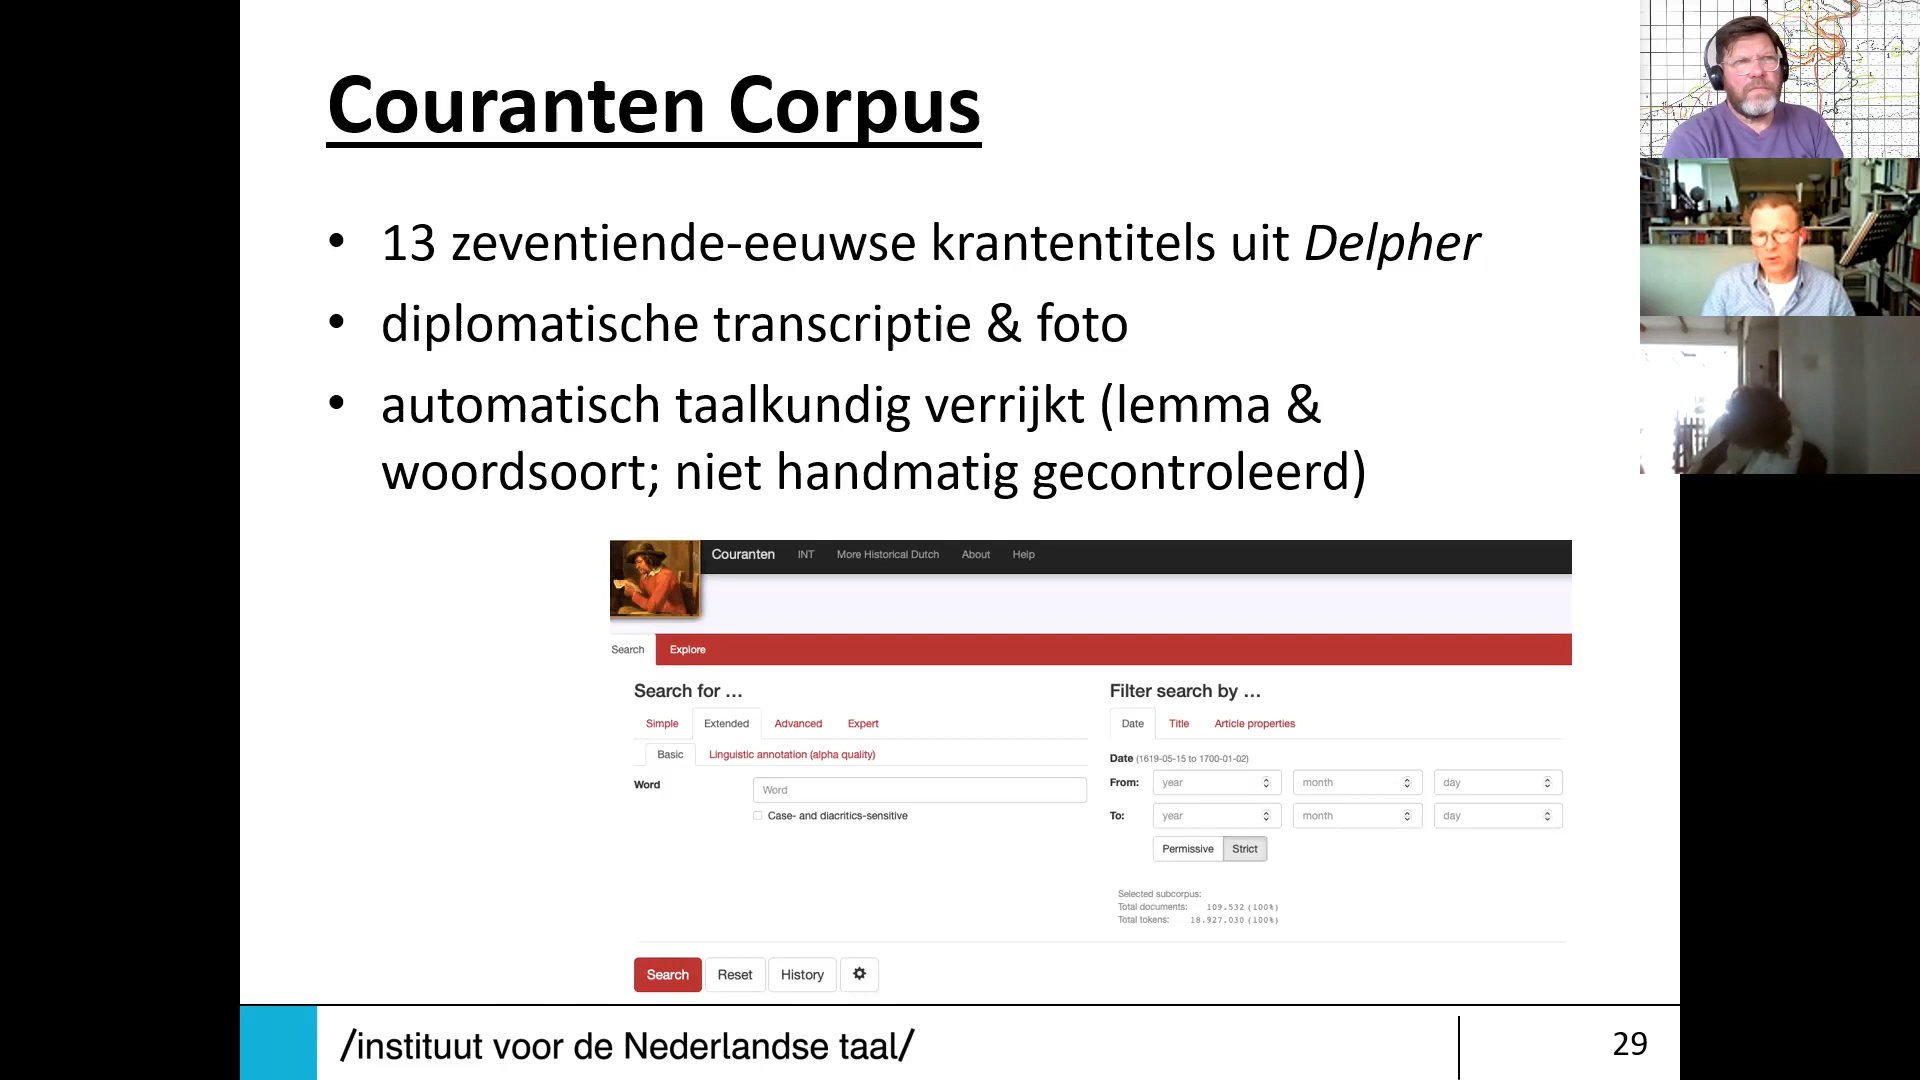 Couranten Corpus
• 13 zeventiende-eeuwse krantentitels uit Delpher
• diplomatische transcriptie & foto
• automatisch taalkundig verrijkt (lemma &
woordsoort; niet handmatig gecontroleerd)
Couranten INT More Historical Dutch About Help
Search Explore
Search for ...
Simple Extended Advanced Expert
Basic Linguistic annotation (alpha quality)
Word Word
Case- and diacritics-sensitive
Filter search by ...
Date Title Article properties
Date (1619-05-15 to 1700-01-02)
From: year month day
To: year month day
Permissive Strict
Selected subcorpus:
Total documents: 109.532 (100%)
Total tokens: 18.927.030 (100%)
Search Reset History
/instituut voor de Nederlandse taal/
29